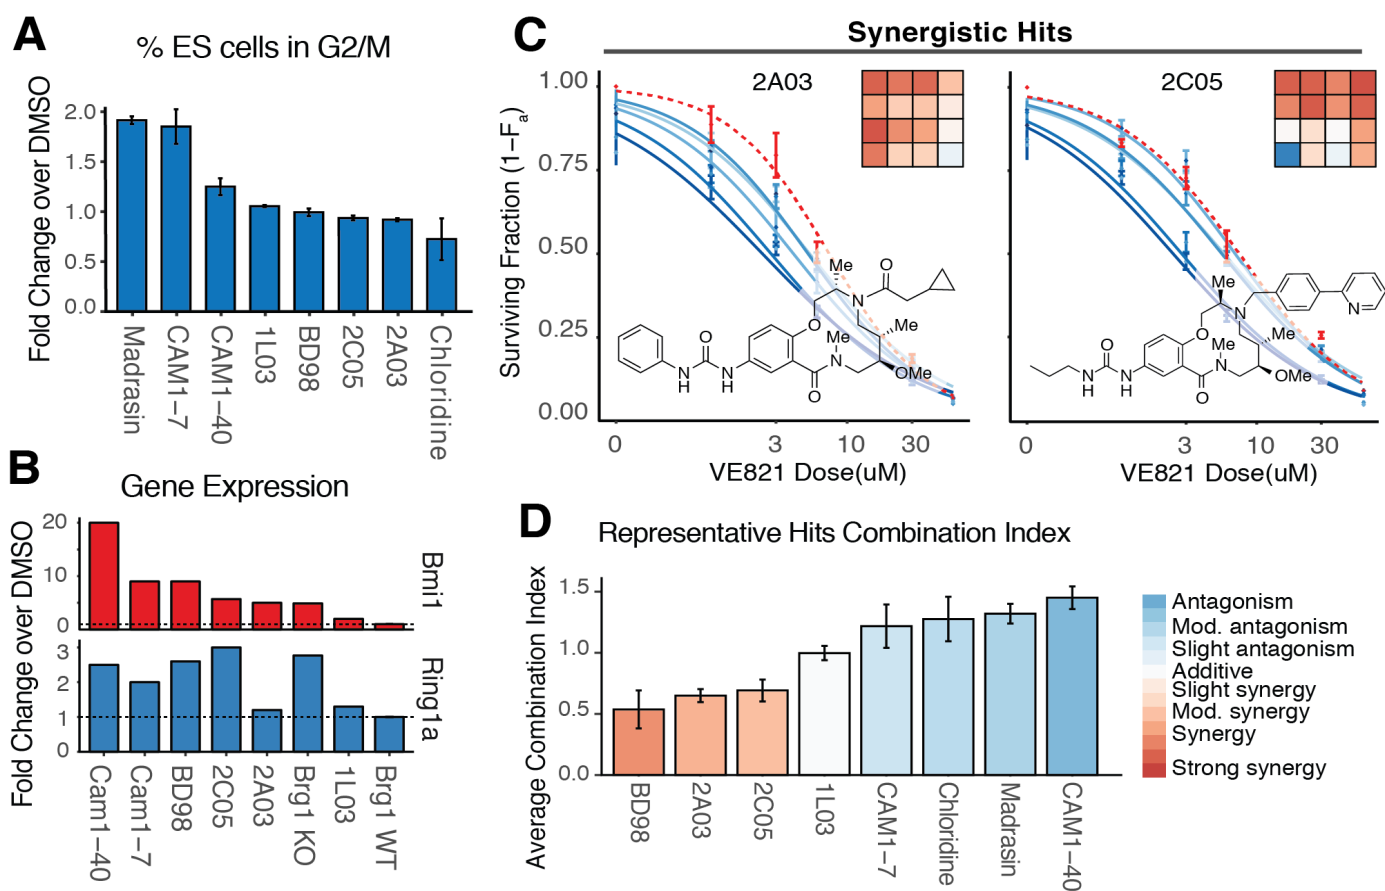 A
% ES cells in G2/M
Fold Change over DMSO
2.0
1.5
1.0
0.5
0.0
Madrasin
CAM1-7
CAM1-40
1L03
BD98
2C05
2A03
Chloridine
B
Gene Expression
Fold Change over DMSO
20
10
0
Bmi1
3
2
1
0
Ring1a
Cam1-40
Cam1-7
BD98
2C05
2A03
Brg1 KO
1L03
Brg1 WT
C
Synergistic Hits
Surviving Fraction (1-Fa)
1.00
0.75
0.50
0.25
0.00
2A03
Me
O
N
O
Me
Me
N
O
N
H
N
H
O
OMe
0
3
10
30
VE821 Dose(uM)
2C05
Me
N
N
O
Me
Me
O
N
H
N
H
N
O
OMe
0
3
10
30
VE821 Dose(uM)
D
Representative Hits Combination Index
Average Combination Index
1.5
1.0
0.5
0.0
BD98
2A03
2C05
1L03
CAM1-7
Chloridine
Madrasin
CAM1-40
Antagonism
Mod. antagonism
Slight antagonism
Additive
Slight synergy
Mod. synergy
Synergy
Strong synergy